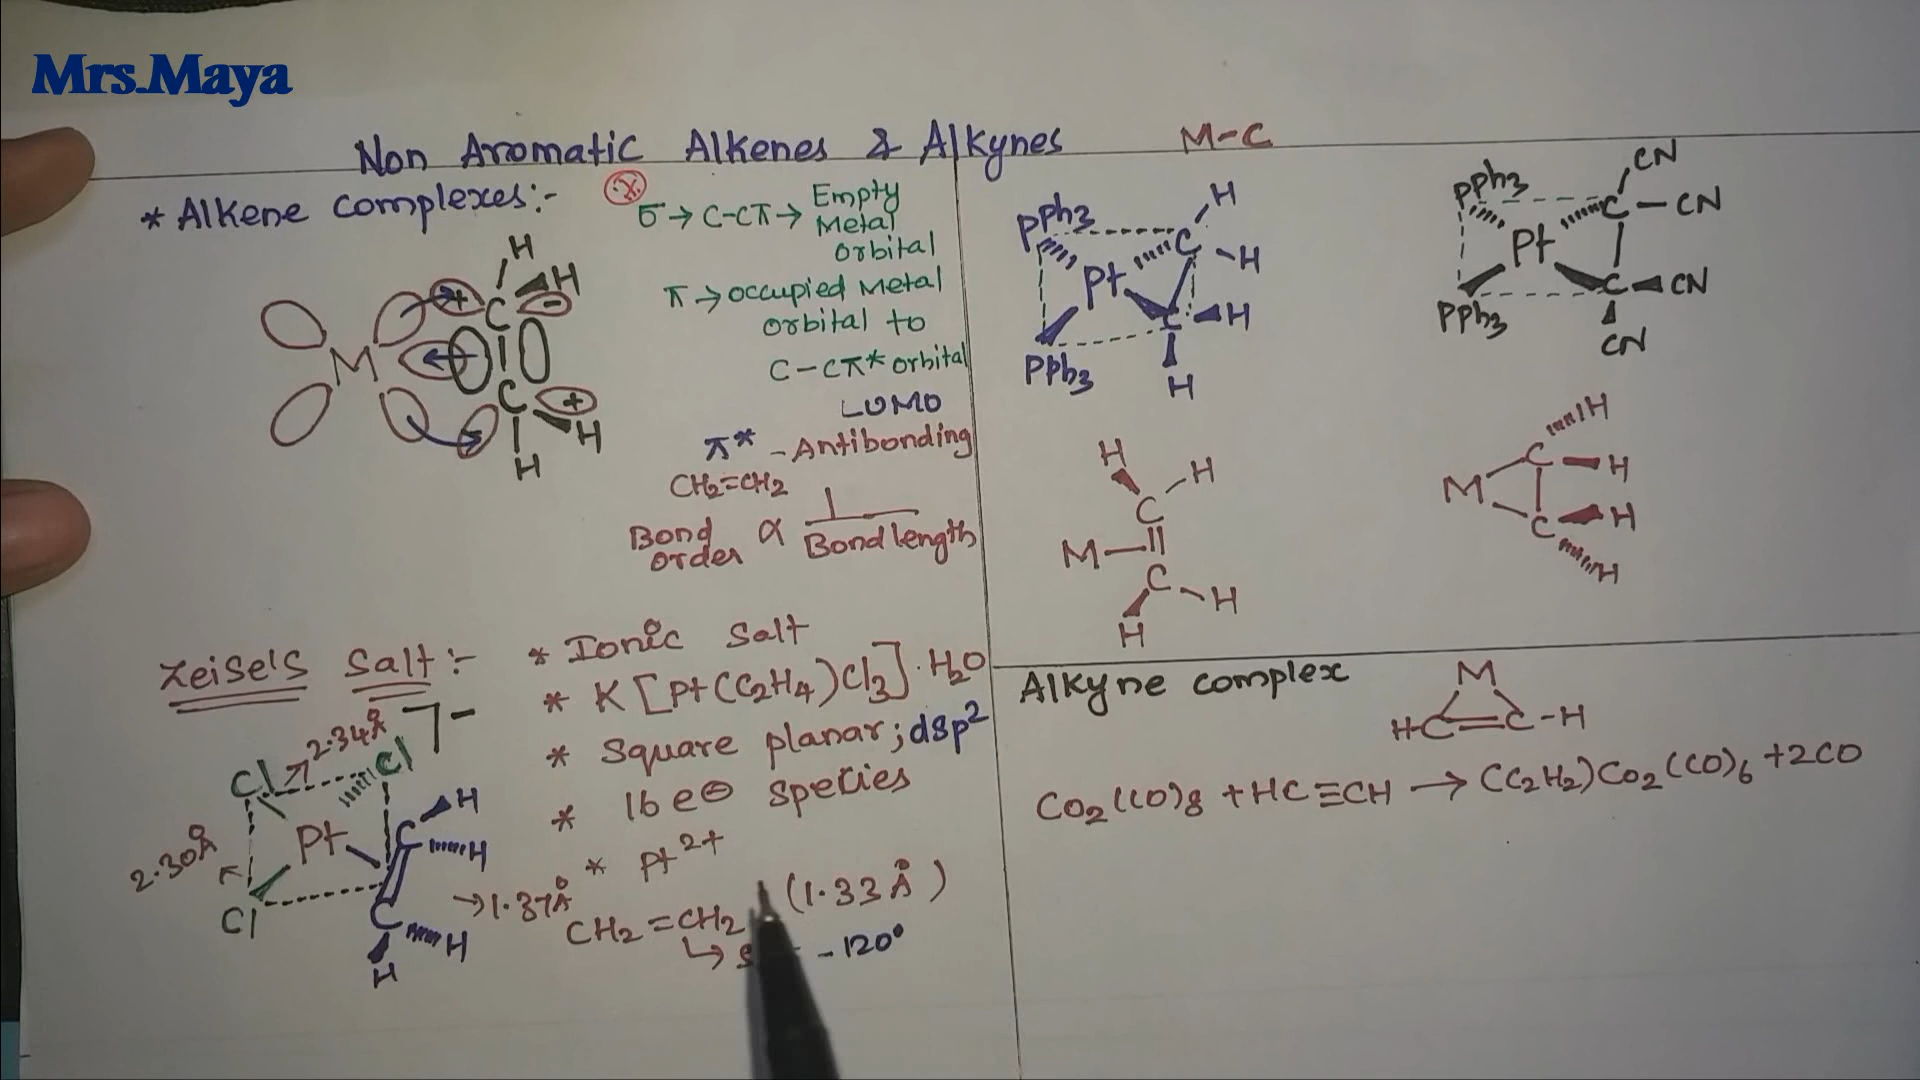 Mrs.Maya
Non Aromatic Alkenes & Alkynes M-C
* Alkene complexes:-
σ → C-Cπ → Empty
Metal
orbital
π → occupied Metal
orbital to
C-Cπ* orbital
LUMO
π* - Antibonding
CH2=CH2
Bond order ∝ 1/Bond length
H
H
C
+
-
M
C
+
H
H
Zeisel's Salt:-
* Ionic Salt
* K[Pt(C2H4)Cl3]·H2O
* Square planar; dsp2
* 16 e⊖ species
* Pt2+
CH2=CH2 (1.33Å)
↳ - 120°
2.34Å
Cl Cl ]-
Pt
2.30Å
Cl
C H
H
→1.37Å
C H
H
PPh3
Pt
PPh3
C H
H
C H
H
PPh3
Pt
PPh3
C CN
CN
C CN
CN
H H
C
M—||
C
H H
M
C H
H
C H
H
Alkyne complex
M
HC=C-H
Co2(CO)8 + HC≡CH → (C2H2)Co2(CO)6 + 2CO